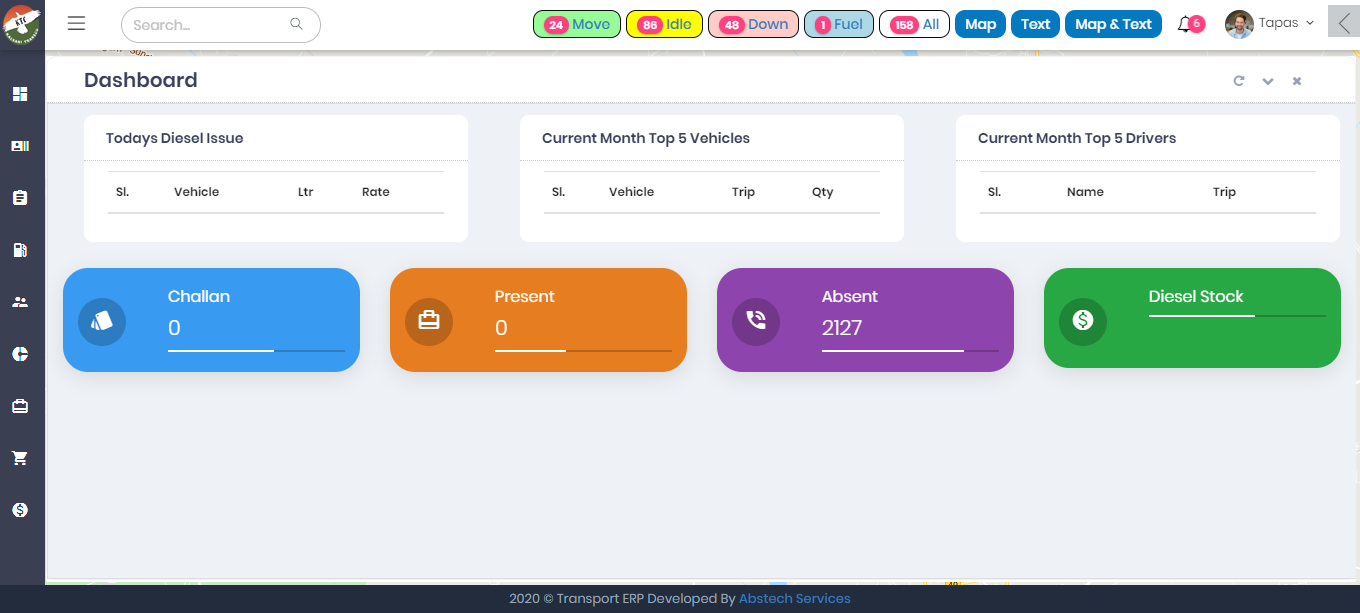 KTC
Search...
24 Move 86 Idle 48 Down 1 Fuel 158 All Map Text Map & Text 6 Tapas
Dashboard
Todays Diesel Issue
Sl. Vehicle Ltr Rate
Current Month Top 5 Vehicles
Sl. Vehicle Trip Qty
Current Month Top 5 Drivers
Sl. Name Trip
Challan
0
Present
0
Absent
2127
Diesel Stock
2020 © Transport ERP Developed By Abstech Services